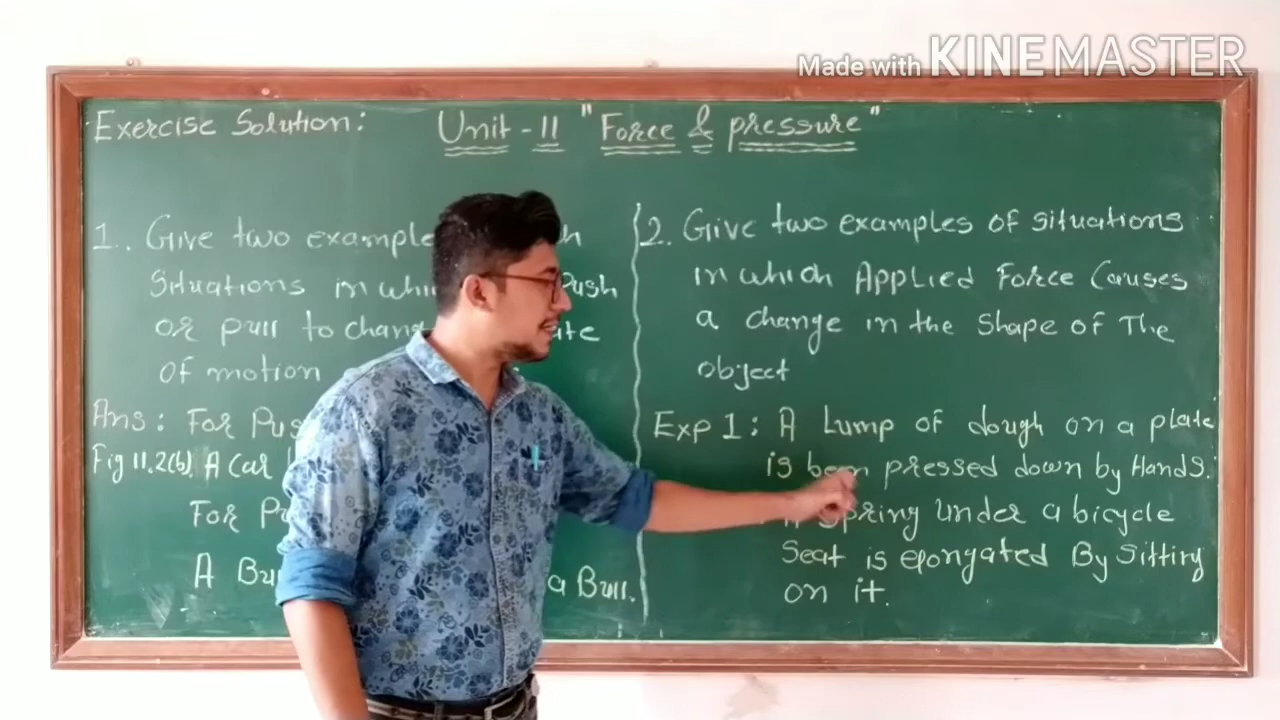 Made with KINEMASTER
Exercise Solution: Unit - 11 "Force & pressure"
1. Give two example
Situations in whi Push
or pull to chang
of motion
Ans: For Pus
Fig 11.2(b) A Car
For P
A Bu a Bull.
2. Give two examples of situations
in which Applied Force Causes
a change in the Shape of The
object
Exp 1: A Lump of dough on a plate
is been pressed down by Hands.
Spring under a bicycle
Seat is elongated By Sitting
on it.